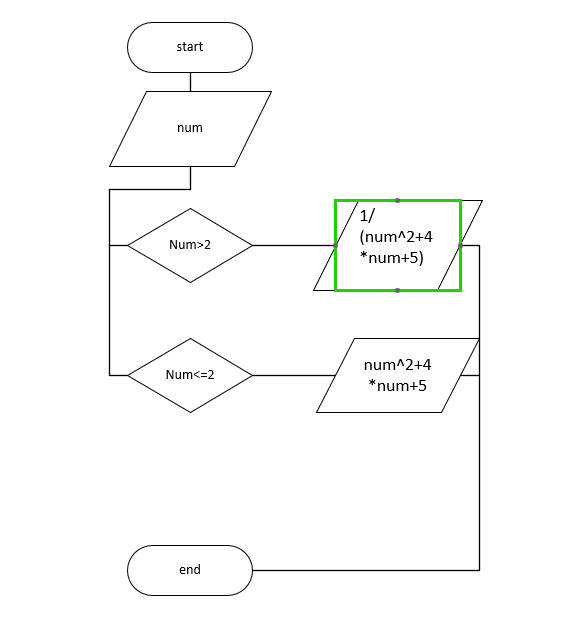 start
num
Num>2
1/
(num^2+4
*num+5)
Num<=2
num^2+4
*num+5
end